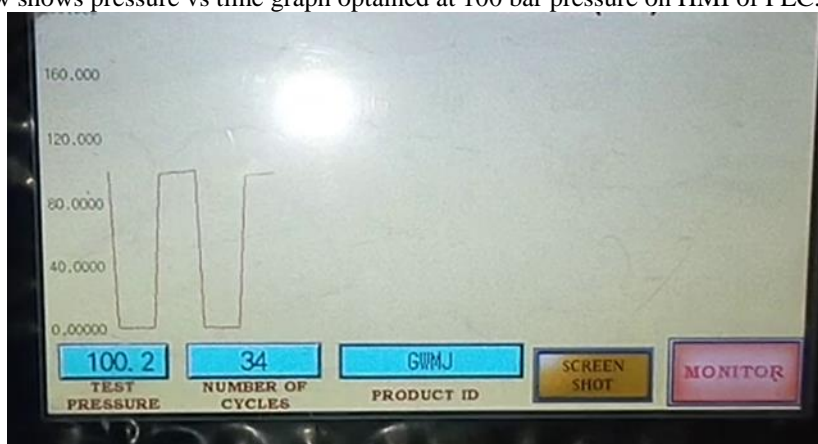 w shows pressure vs time graph optained at 100 bar pressure on HMI of PLC.
160.000
120.000
80.0000
40.0000
0.00000
100.2
34
GWMJ
SCREEN
SHOT
MONITOR
TEST
PRESSURE
NUMBER OF
CYCLES
PRODUCT ID